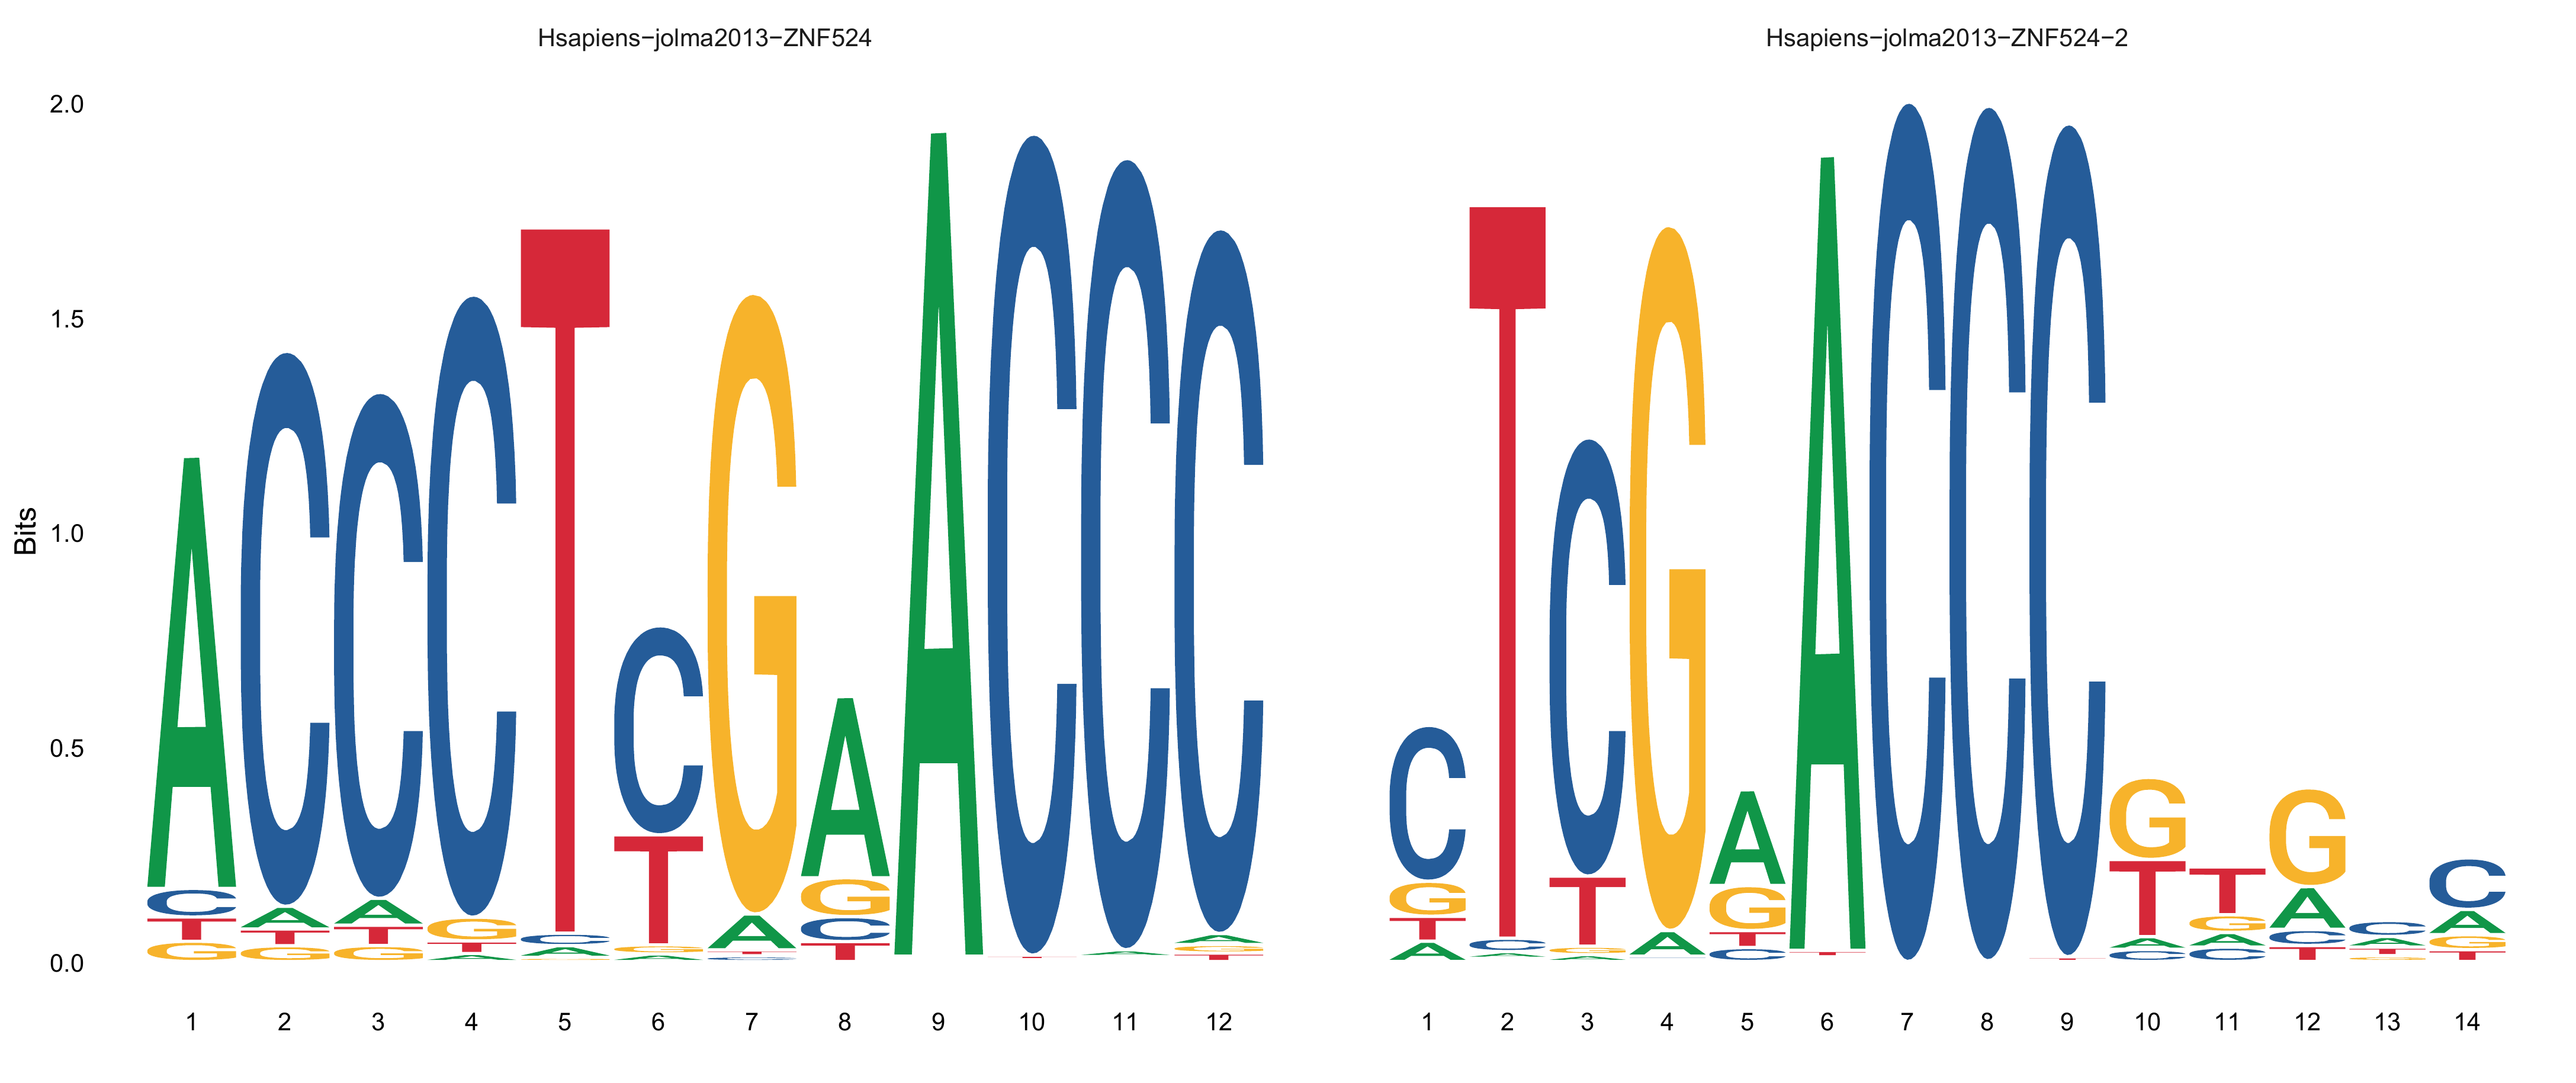 Hsapiens−jolma2013−ZNF524
Hsapiens−jolma2013−ZNF524−2
Bits
2.0
1.5
1.0
0.5
0.0
A C C C T C G A A C C C
C A A G C T A G A G
T T T T A G T C G
G G G A A C T T
1 2 3 4 5 6 7 8 9 10 11 12
C T C G A A C C C G T G C C
G C T A G T T T G A A A
T A G T A A C T G
A A C C C T G T
1 2 3 4 5 6 7 8 9 10 11 12 13 14